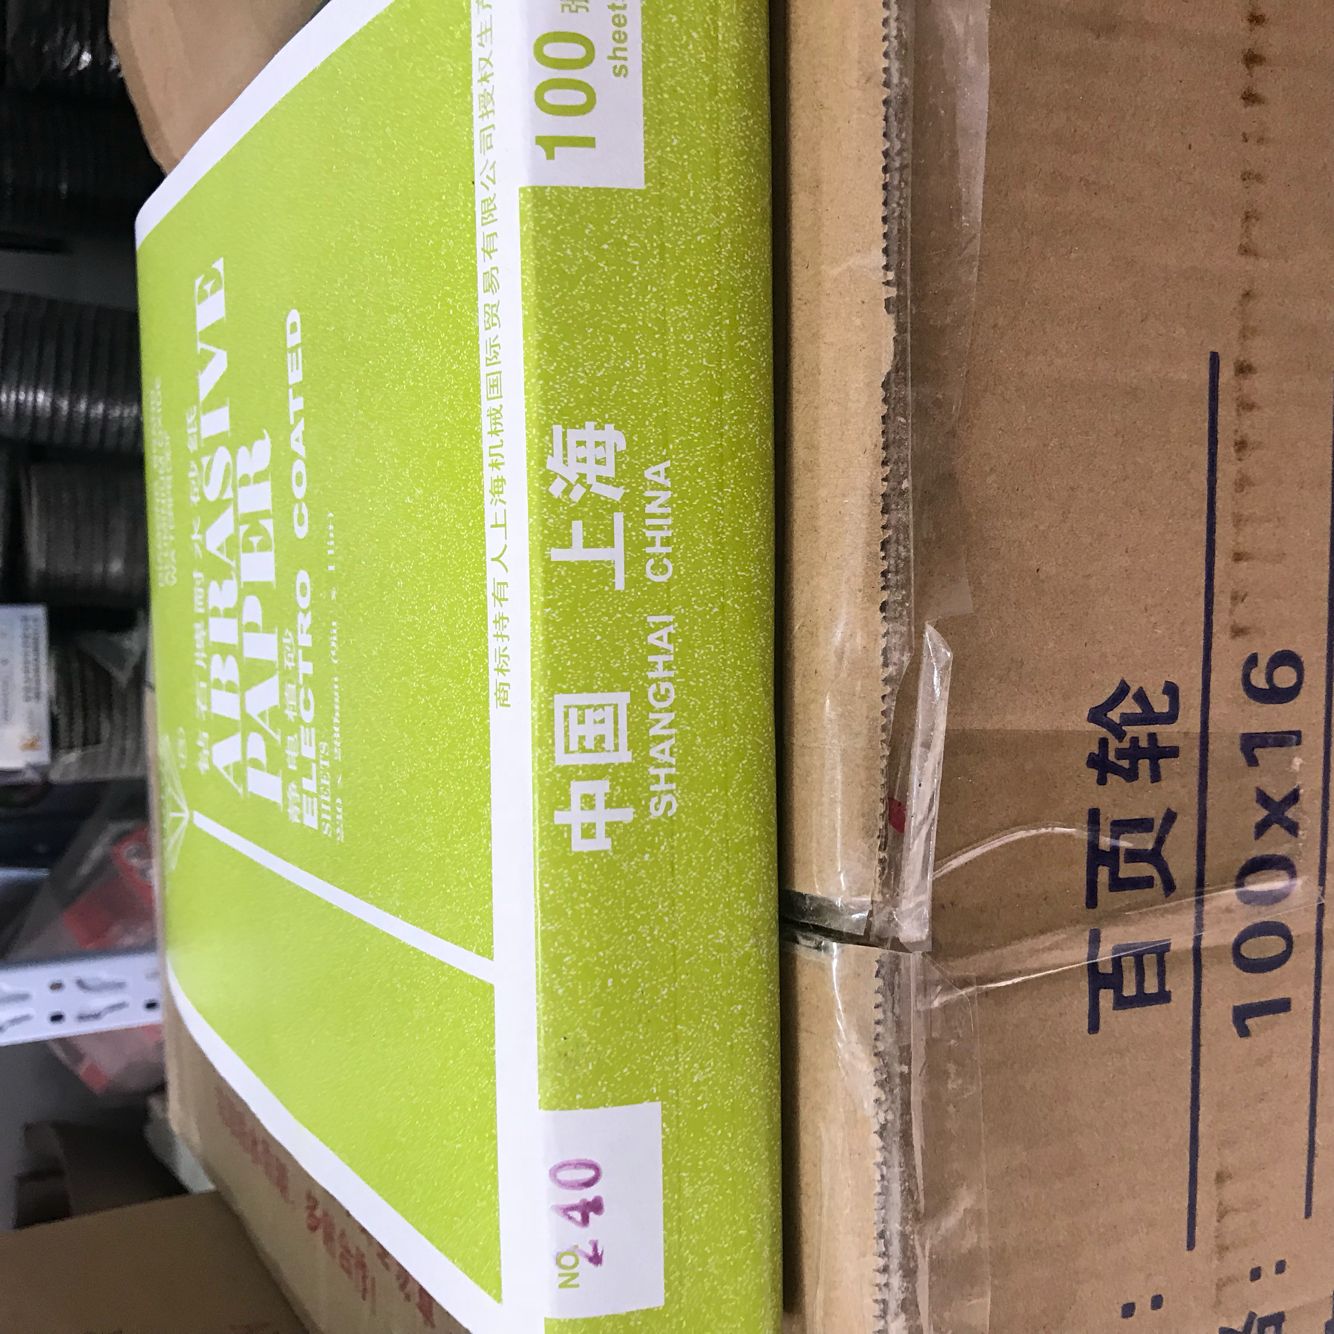 钻石牌耐水砂纸
ABRASIVE
PAPER
静电植砂
ELECTRO COATED
SHEETS
商标持有人上海机械国际贸易有限公司授权生产
100 张
sheets
中国 上海
SHANGHAI CHINA
NO. 240
百页轮
100x16